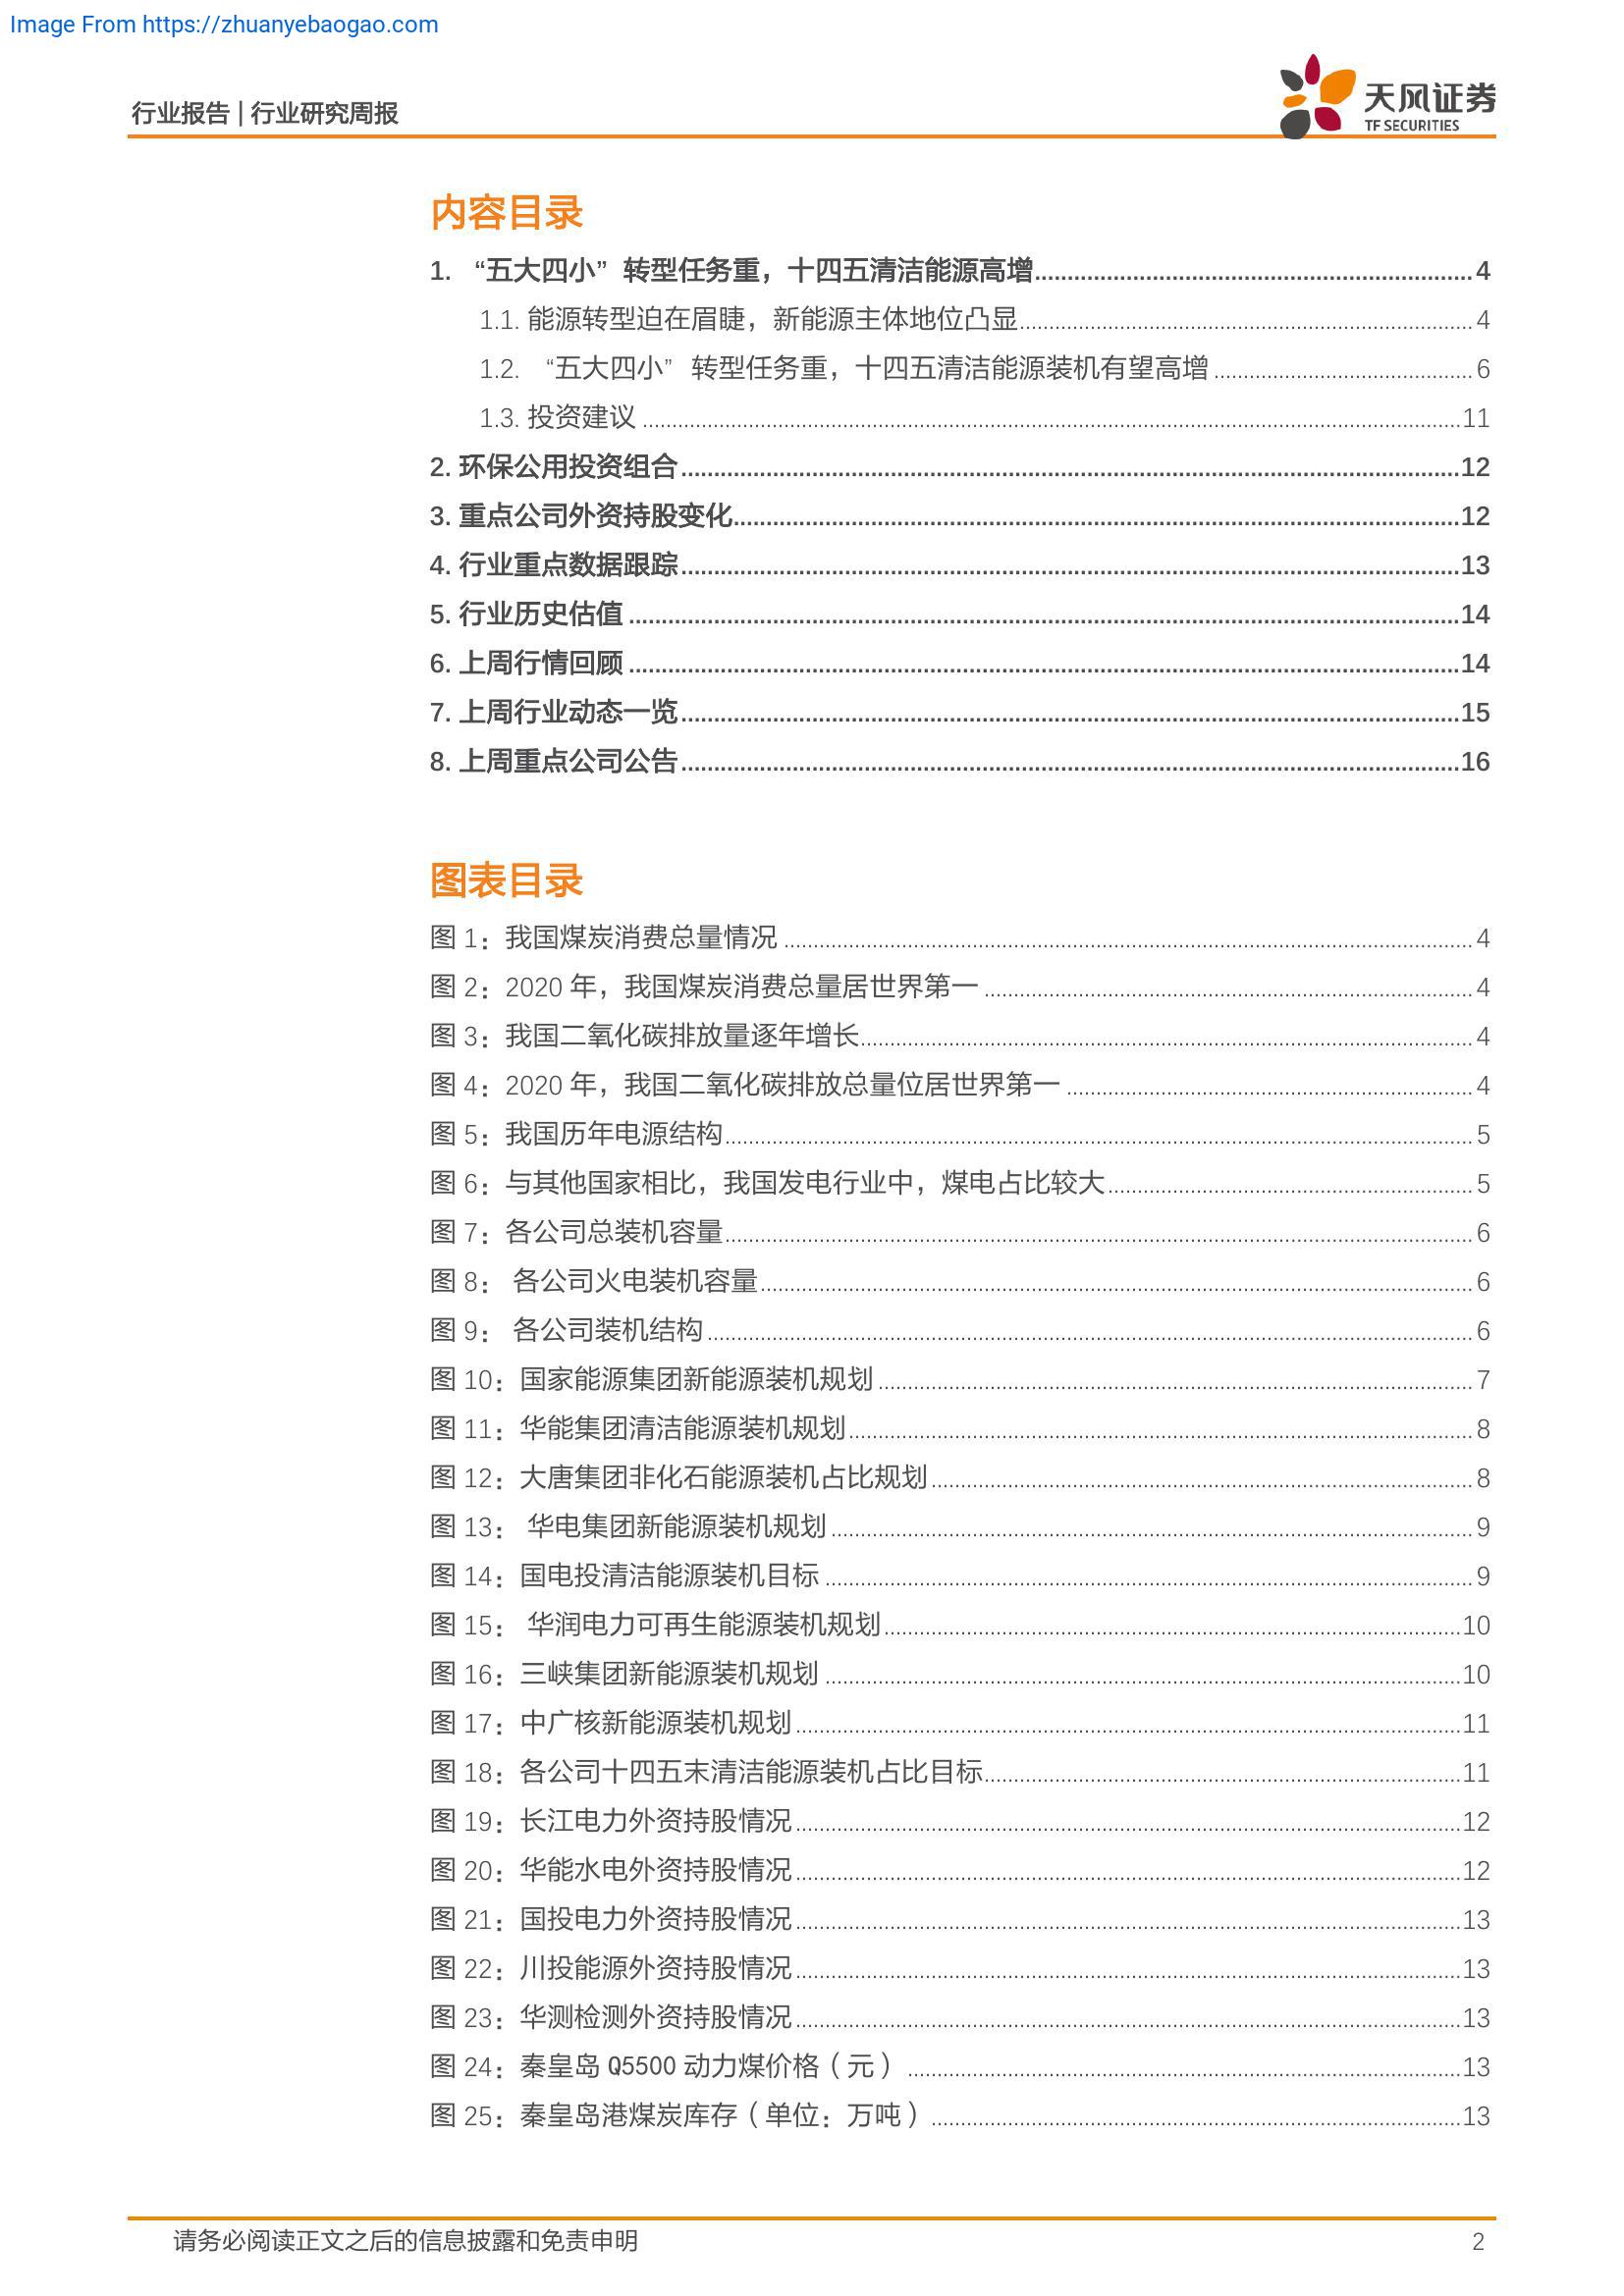 Image From https://zhuanyebaogao.com
行业报告 | 行业研究周报
天风证券
TF SECURITIES
内容目录
1. “五大四小”转型任务重，十四五清洁能源高增 4
1.1. 能源转型迫在眉睫，新能源主体地位凸显 4
1.2. “五大四小”转型任务重，十四五清洁能源装机有望高增 6
1.3. 投资建议 11
2. 环保公用投资组合 12
3. 重点公司外资持股变化 12
4. 行业重点数据跟踪 13
5. 行业历史估值 14
6. 上周行情回顾 14
7. 上周行业动态一览 15
8. 上周重点公司公告 16
图表目录
图 1：我国煤炭消费总量情况 4
图 2：2020 年，我国煤炭消费总量居世界第一 4
图 3：我国二氧化碳排放量逐年增长 4
图 4：2020 年，我国二氧化碳排放总量位居世界第一 4
图 5：我国历年电源结构 5
图 6：与其他国家相比，我国发电行业中，煤电占比较大 5
图 7：各公司总装机容量 6
图 8： 各公司火电装机容量 6
图 9： 各公司装机结构 6
图 10：国家能源集团新能源装机规划 7
图 11：华能集团清洁能源装机规划 8
图 12：大唐集团非化石能源装机占比规划 8
图 13： 华电集团新能源装机规划 9
图 14：国电投清洁能源装机目标 9
图 15： 华润电力可再生能源装机规划 10
图 16：三峡集团新能源装机规划 10
图 17：中广核新能源装机规划 11
图 18：各公司十四五末清洁能源装机占比目标 11
图 19：长江电力外资持股情况 12
图 20：华能水电外资持股情况 12
图 21：国投电力外资持股情况 13
图 22：川投能源外资持股情况 13
图 23：华测检测外资持股情况 13
图 24：秦皇岛 Q5500 动力煤价格（元） 13
图 25：秦皇岛港煤炭库存（单位：万吨） 13
请务必阅读正文之后的信息披露和免责申明 2